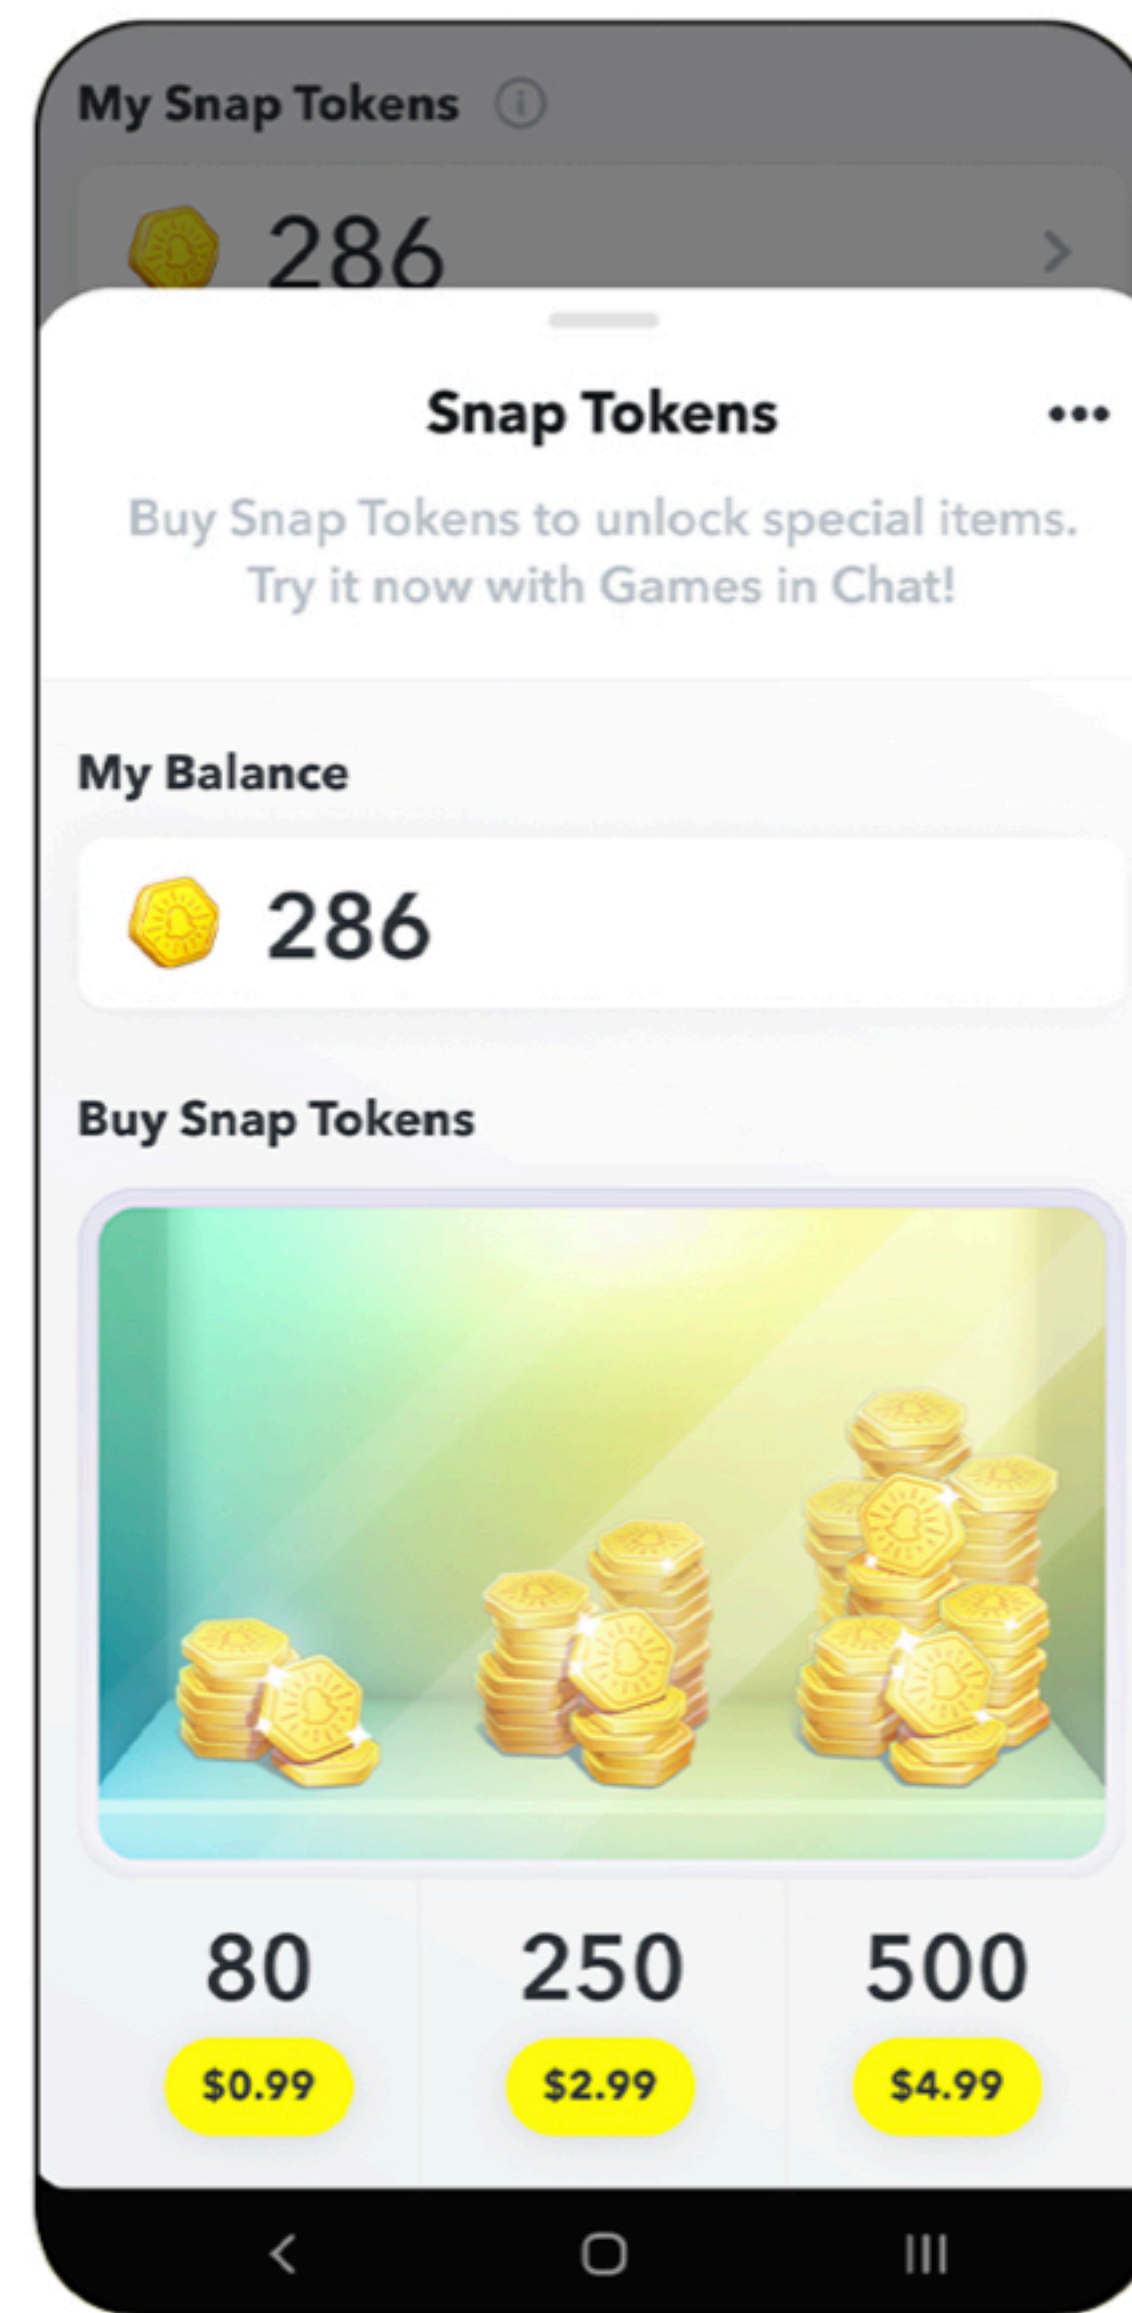 My Snap Tokens
286
Snap Tokens
Buy Snap Tokens to unlock special items.
Try it now with Games in Chat!
My Balance
286
Buy Snap Tokens
80 250 500
$0.99 $2.99 $4.99